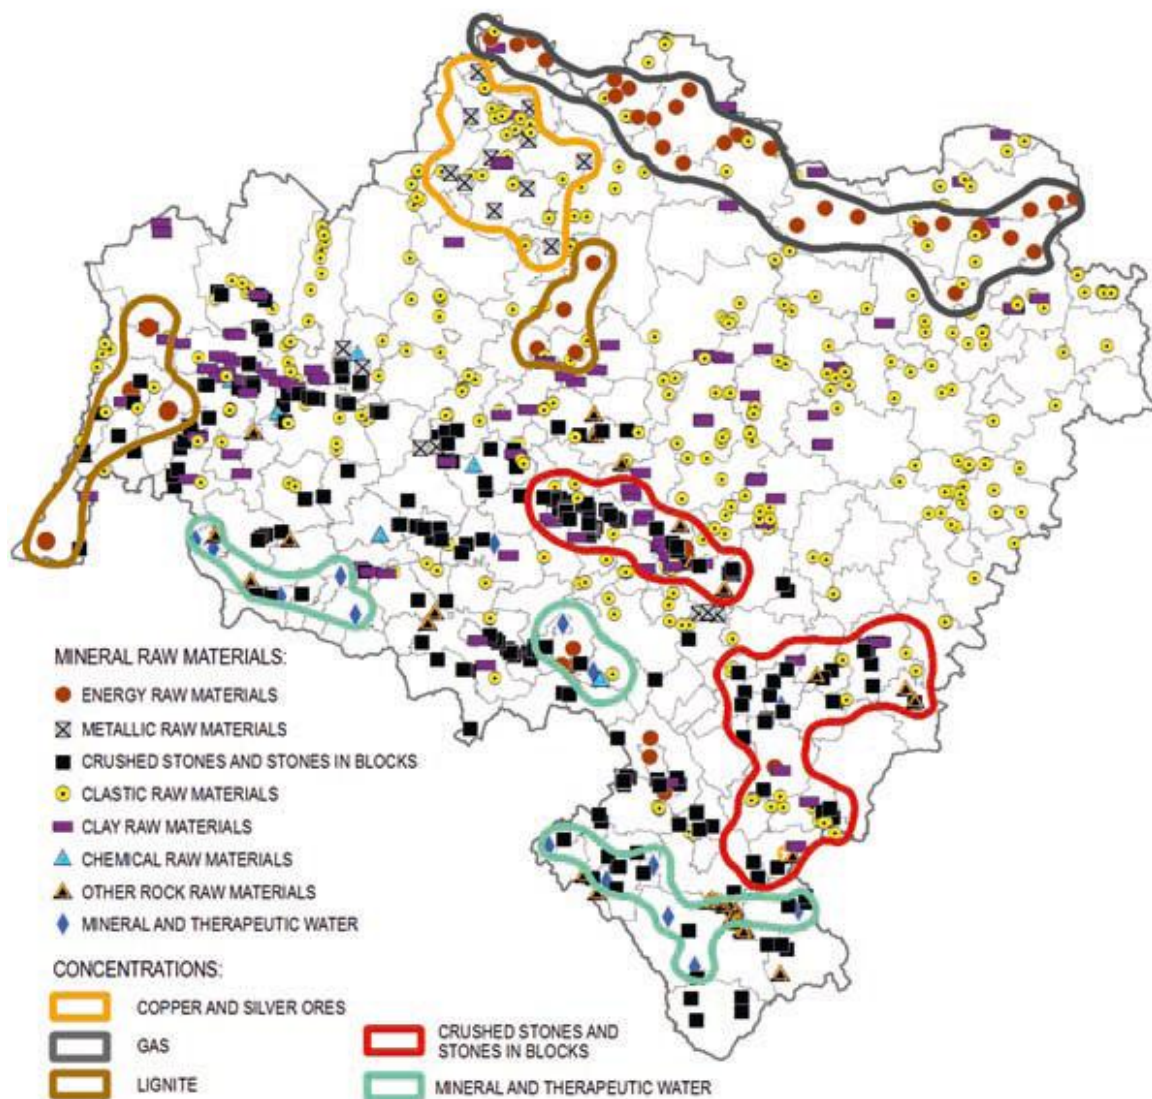 MINERAL RAW MATERIALS:
ENERGY RAW MATERIALS
METALLIC RAW MATERIALS
CRUSHED STONES AND STONES IN BLOCKS
CLASTIC RAW MATERIALS
CLAY RAW MATERIALS
CHEMICAL RAW MATERIALS
OTHER ROCK RAW MATERIALS
MINERAL AND THERAPEUTIC WATER
CONCENTRATIONS:
COPPER AND SILVER ORES
GAS
LIGNITE
CRUSHED STONES AND
STONES IN BLOCKS
MINERAL AND THERAPEUTIC WATER